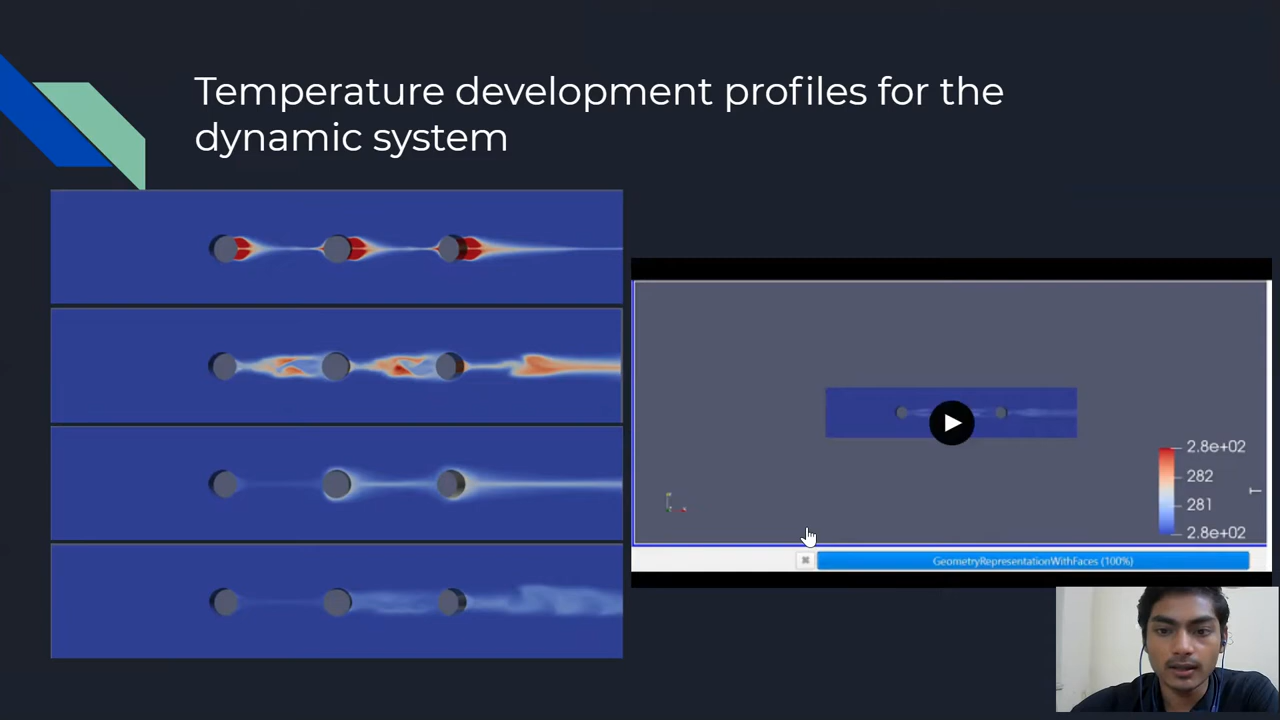 Temperature development profiles for the
dynamic system
2.8e+02
282
281
2.8e+02
T
GeometryRepresentationWithFaces (100%)